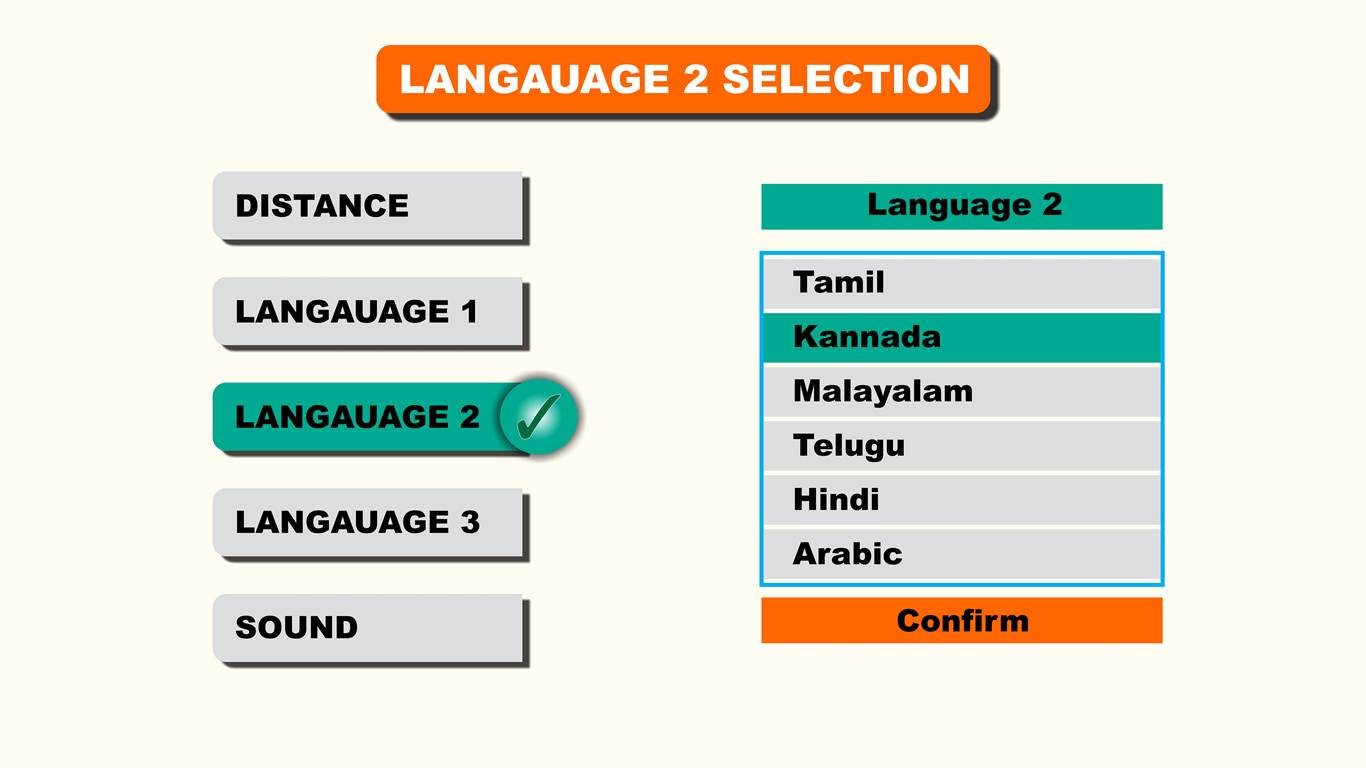 LANGAUAGE 2 SELECTION
DISTANCE
LANGAUAGE 1
LANGAUAGE 2
LANGAUAGE 3
SOUND
Language 2
Tamil
Kannada
Malayalam
Telugu
Hindi
Arabic
Confirm